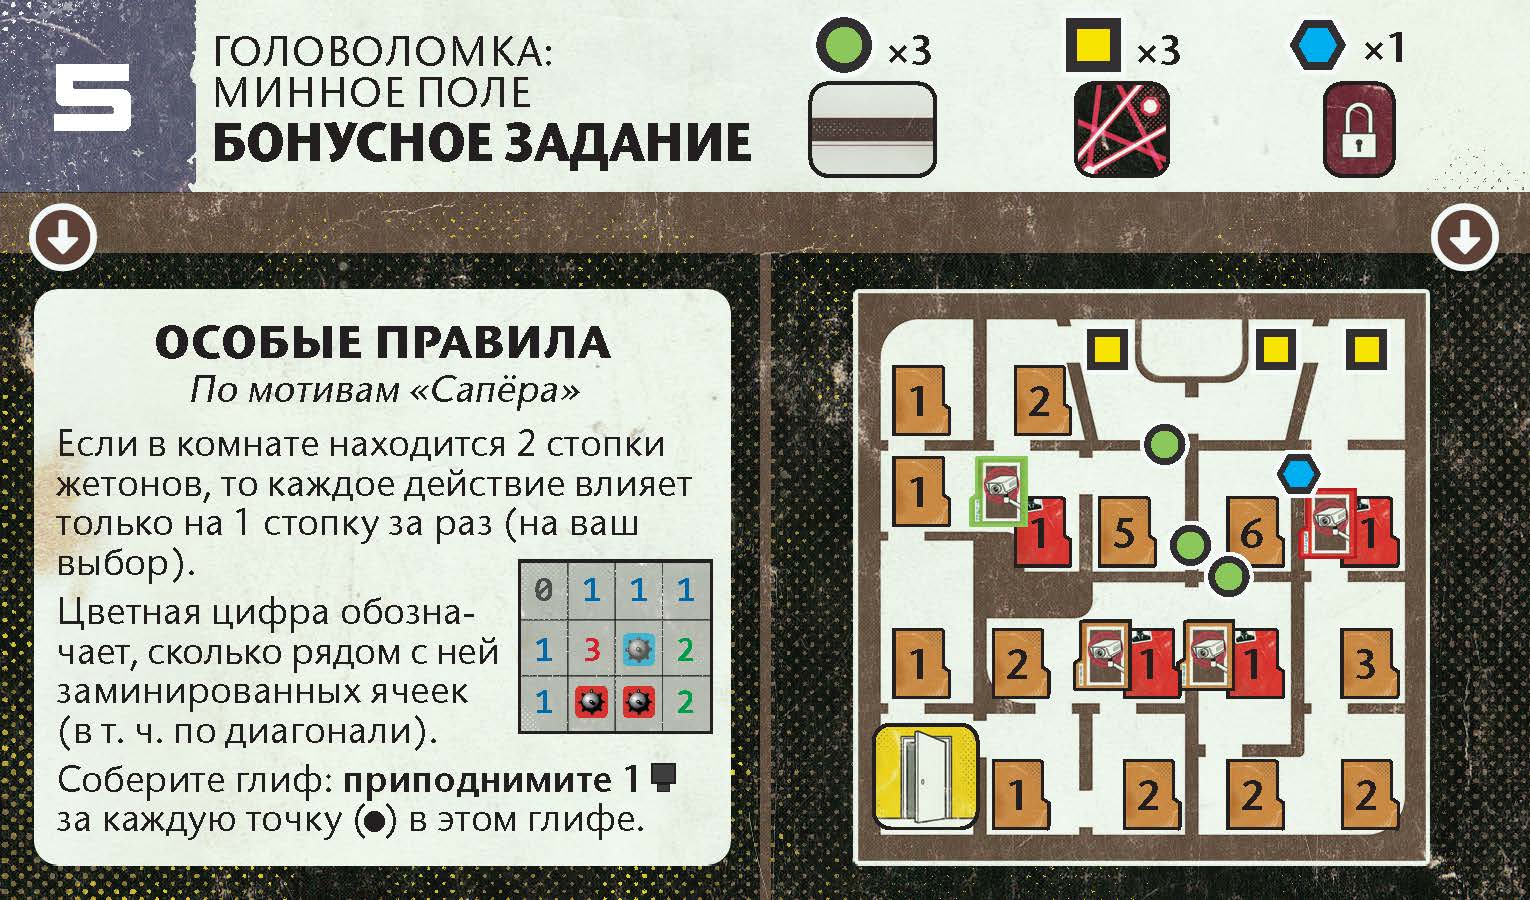 5
ГОЛОВОЛОМКА:
МИННОЕ ПОЛЕ
БОНУСНОЕ ЗАДАНИЕ
×3
×3
×1
ОСОБЫЕ ПРАВИЛА
По мотивам «Сапёра»
Если в комнате находится 2 стопки
жетонов, то каждое действие влияет
только на 1 стопку за раз (на ваш
выбор).
Цветная цифра обозна-
чает, сколько рядом с ней
заминированных ячеек
(в т. ч. по диагонали).
0 1 1 1
1 3 2
1 2
Соберите глиф: приподнимите 1
за каждую точку (●) в этом глифе.
1 2
1
1 5 6 1
1 2 1 1 3
1 2 2 2